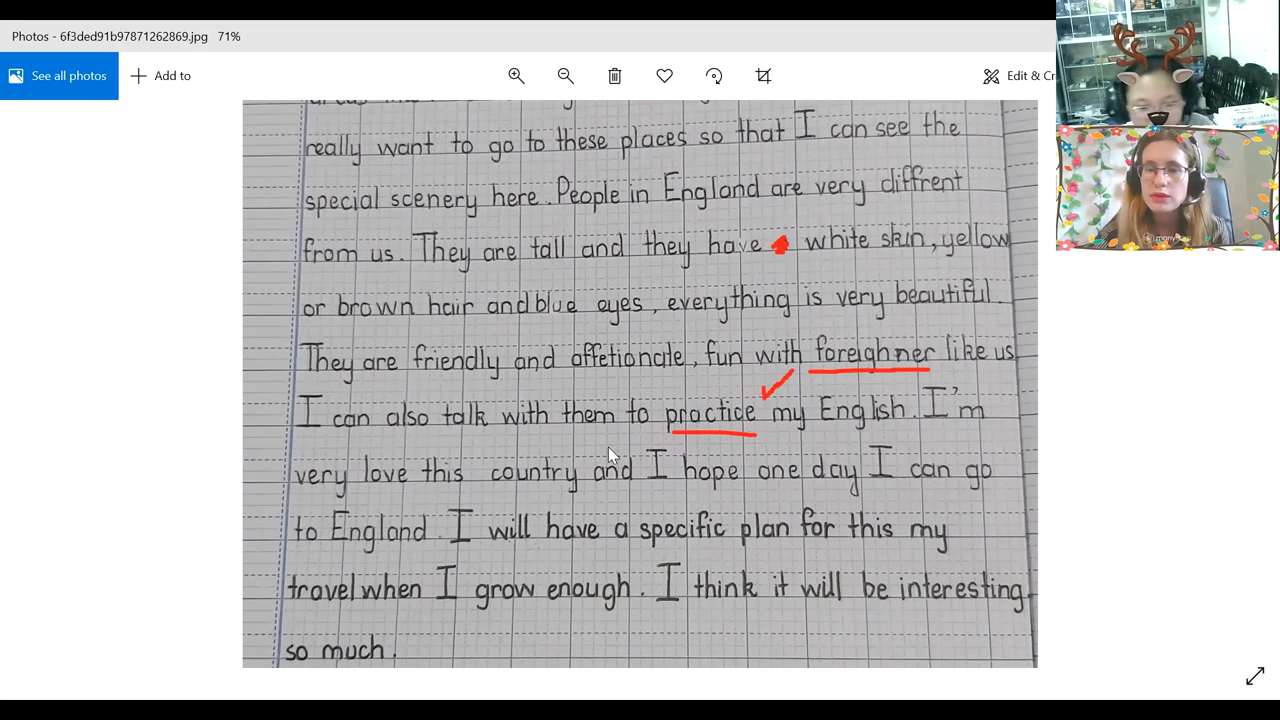 Photos - 6f3ded91b97871262869.jpg 71%
See all photos
Add to
Edit & Cr
really want to go to these places so that I can see the
special scenery here. People in England are very diffrent
from us. They are tall and they have white skin, yellow
or brown hair and blue eyes, everything is very beautiful.
They are friendly and affetionate, fun with foreighner like us
I can also talk with them to practice my English. I'm
very love this country and I hope one day I can go
to England. I will have a specific plan for this my
travel when I grow enough. I think it will be interesting
so much.